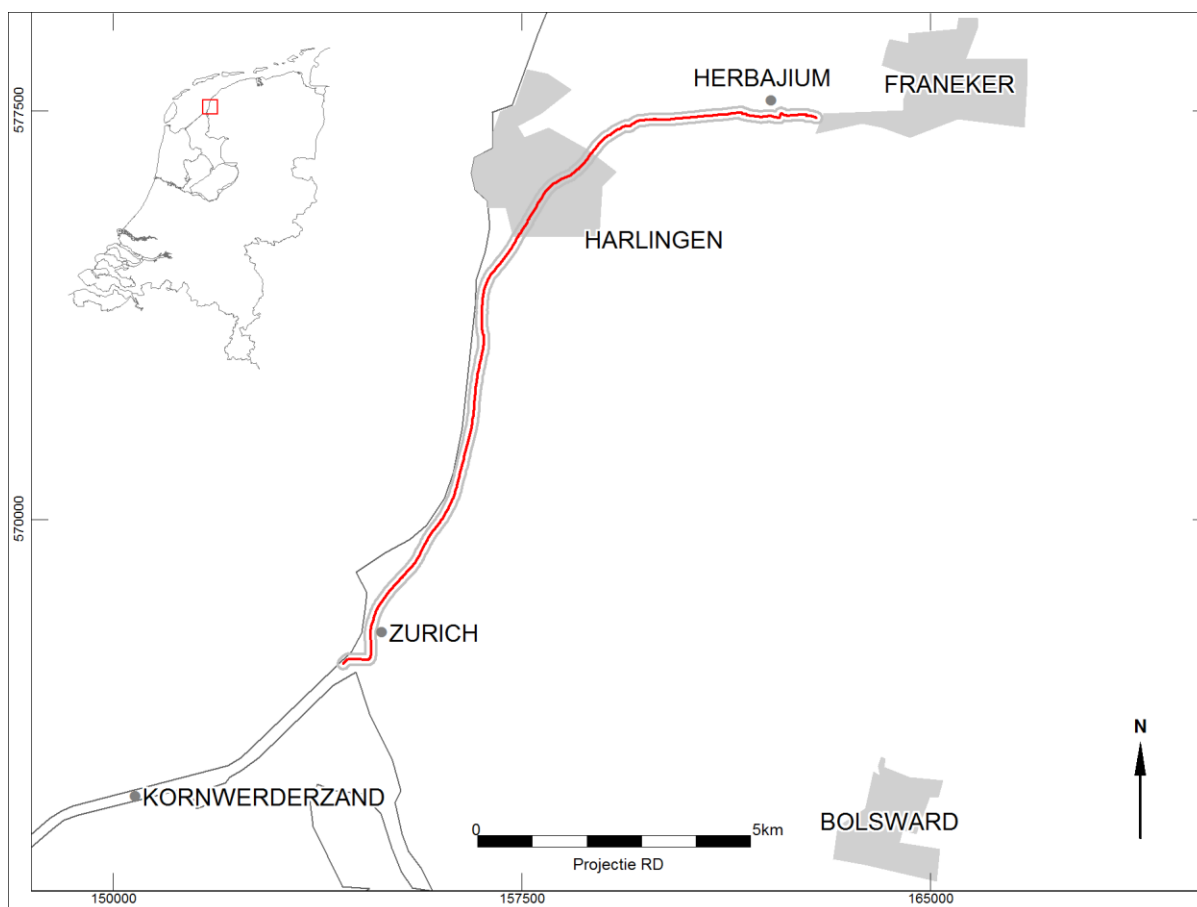 HERBAJIUM
FRANEKER
577500
HARLINGEN
570000
ZURICH
N
KORNWERDERZAND
BOLSWARD
0
5km
Projectie RD
150000
157500
165000